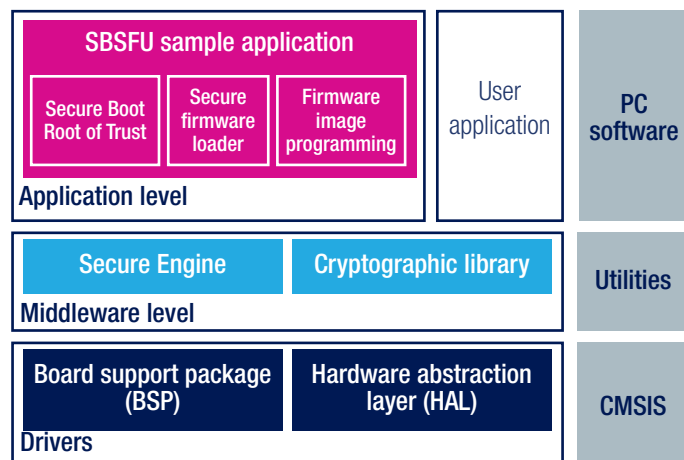 SBSFU sample application
Secure Boot
Root of Trust
Secure
firmware
loader
Firmware
image
programming
Application level
User
application
PC
software
Secure Engine
Cryptographic library
Middleware level
Utilities
Board support package
(BSP)
Hardware abstraction
layer (HAL)
Drivers
CMSIS